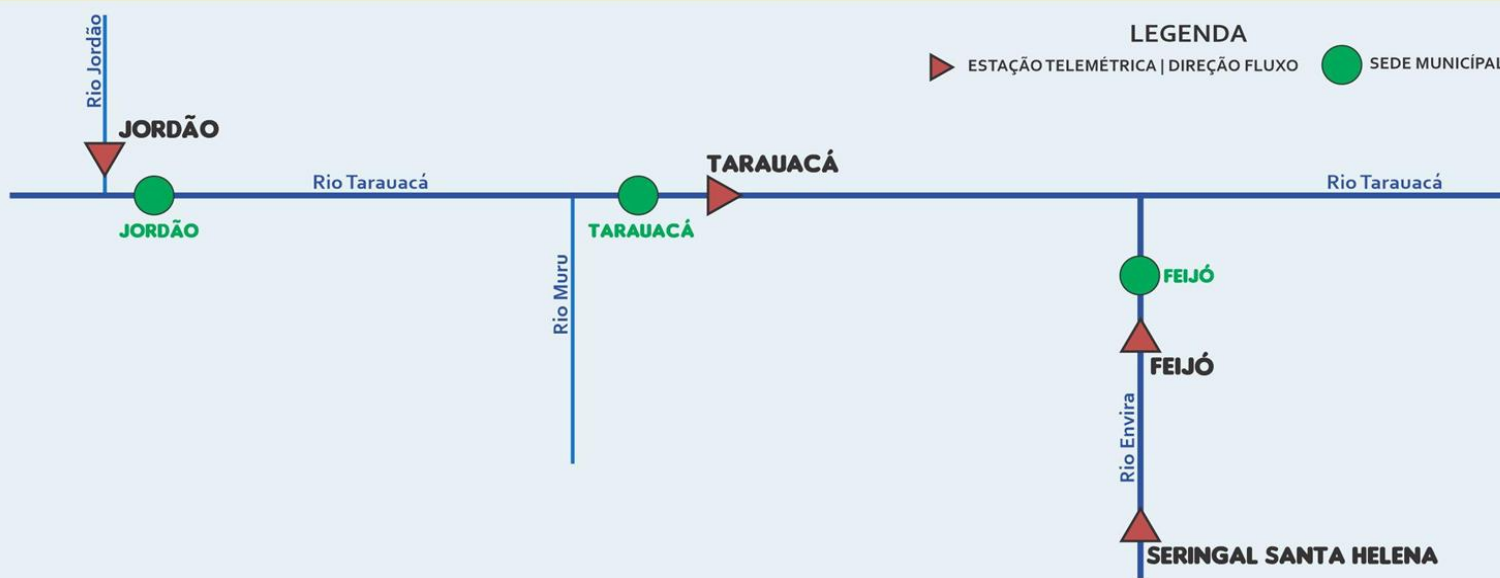 LEGENDA
ESTAÇÃO TELEMÉTRICA | DIREÇÃO FLUXO
SEDE MUNICÍPAL
Rio Jordão
JORDÃO
Rio Tarauacá
TARAUACÁ
Rio Tarauacá
JORDÃO
TARAUACÁ
Rio Muru
FEIJÓ
FEIJÓ
Rio Envira
SERINGAL SANTA HELENA